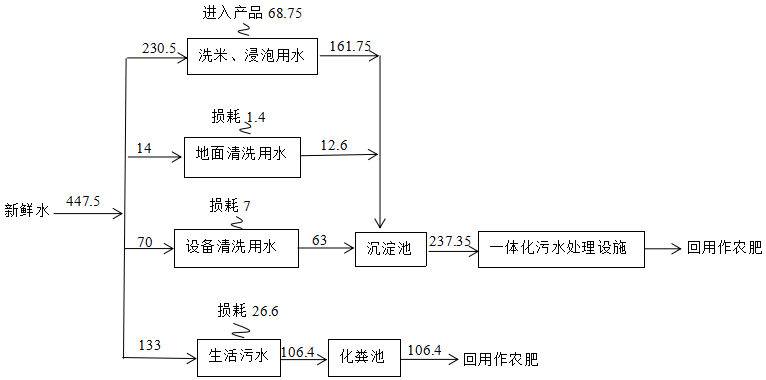 进入产品 68.75
230.5
洗米、浸泡用水
161.75
损耗 1.4
14
地面清洗用水
12.6
新鲜水
447.5
损耗 7
70
设备清洗用水
63
沉淀池
237.35
一体化污水处理设施
回用作农肥
损耗 26.6
133
生活污水
106.4
化粪池
106.4
回用作农肥